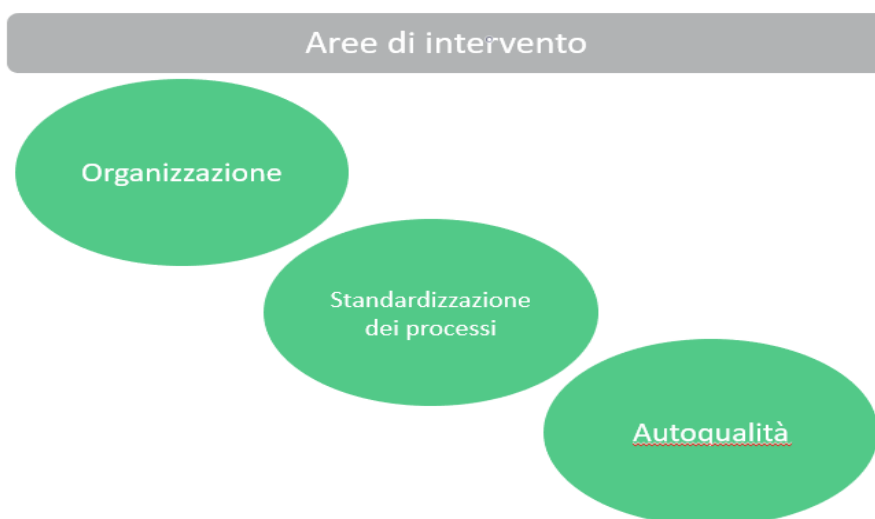 Aree di intervento
Organizzazione
Standardizzazione
dei processi
Autoqualità